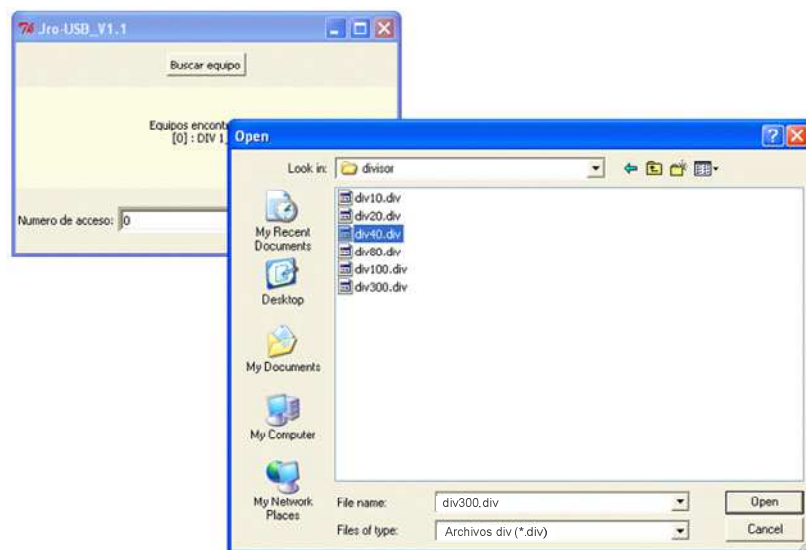 Jro-USB_V1.1
Buscar equipo
Equipos
[0] : DIV
Numero de acceso: 0
Open
Look in: divisor
div10.div
div20.div
div40.div
div80.div
div100.div
div300.div
My Recent
Documents
Desktop
My Documents
My Computer
My Network
Places
File name: div300.div
Open
Files of type: Archivos div (*.div)
Cancel